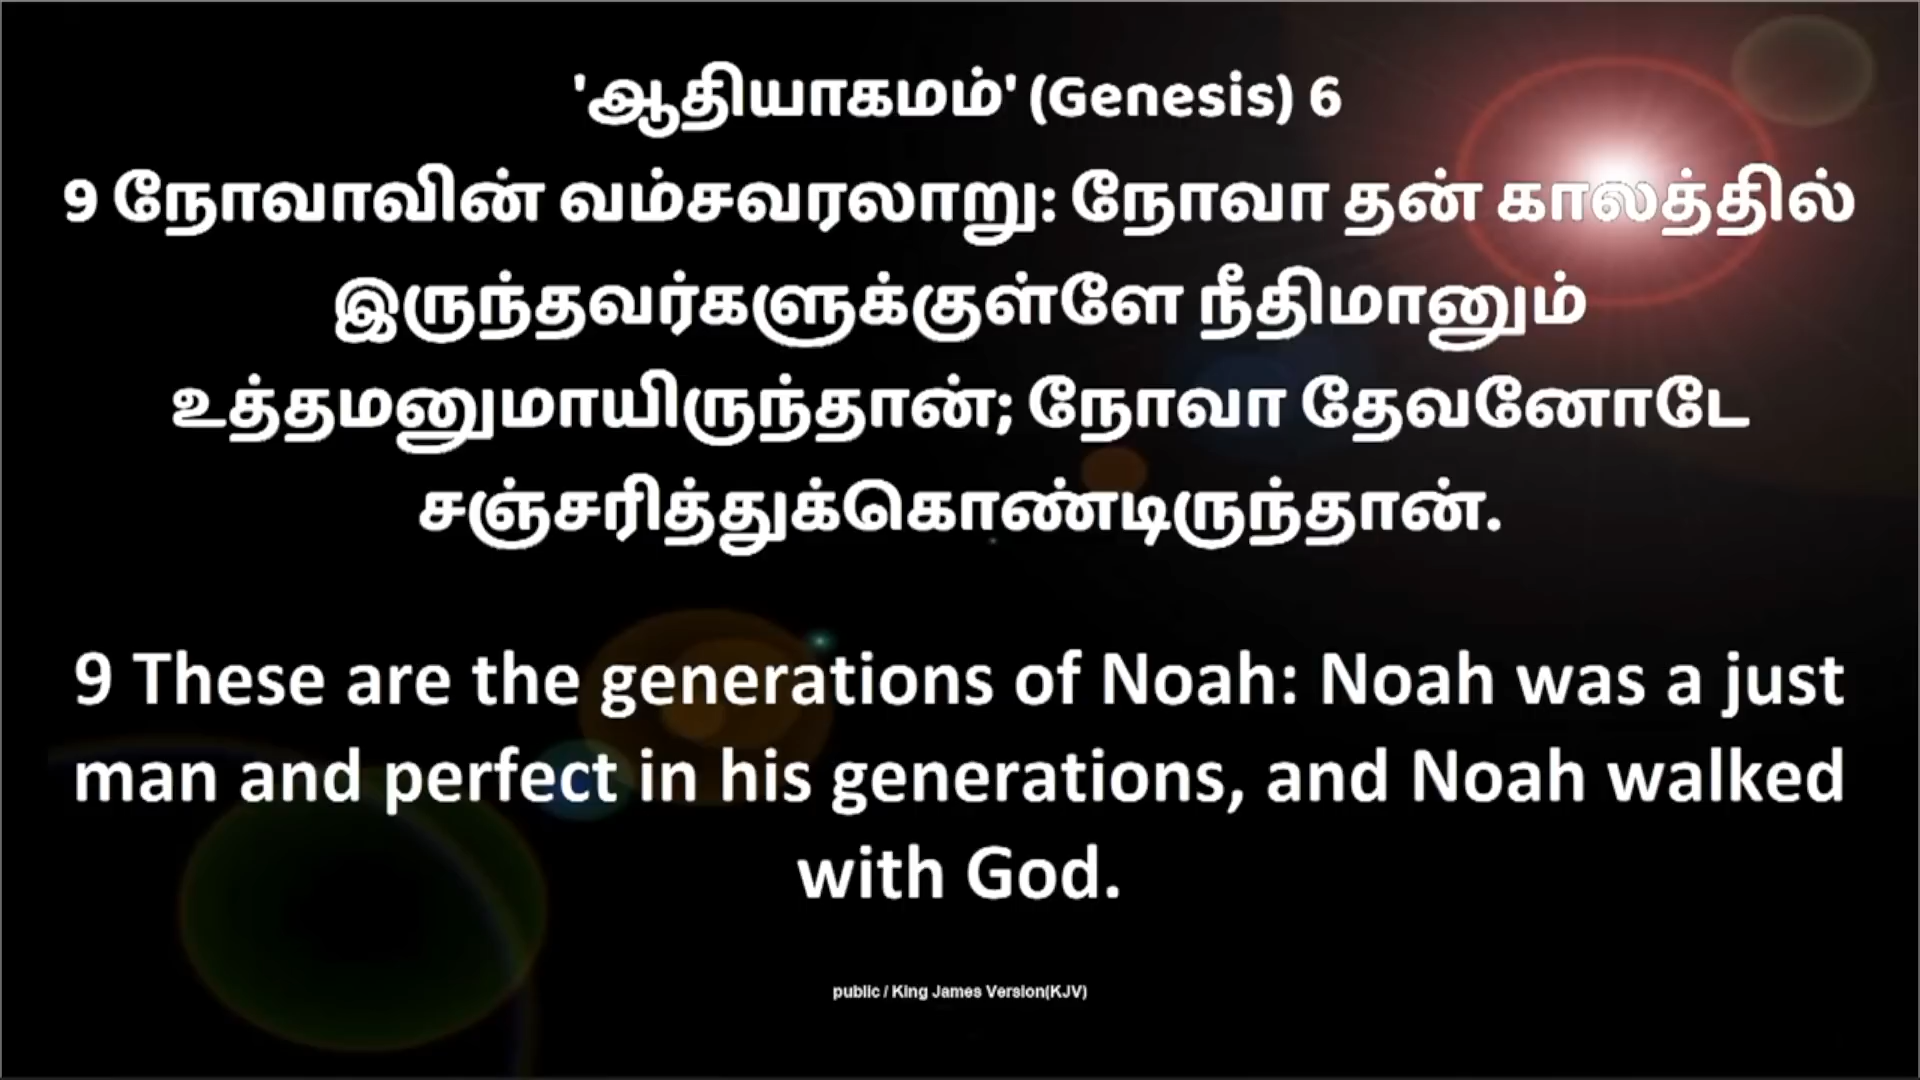 'ஆதியாகமம்' (Genesis) 6
9 நோவாவின் வம்சவரலாறு: நோவா தன் காலத்தில்
இருந்தவர்களுக்குள்ளே நீதிமானும்
உத்தமனுமாயிருந்தான்; நோவா தேவனோடே
சஞ்சரித்துக்கொண்டிருந்தான்.
9 These are the generations of Noah: Noah was a just
man and perfect in his generations, and Noah walked
with God.
public / King James Version(KJV)